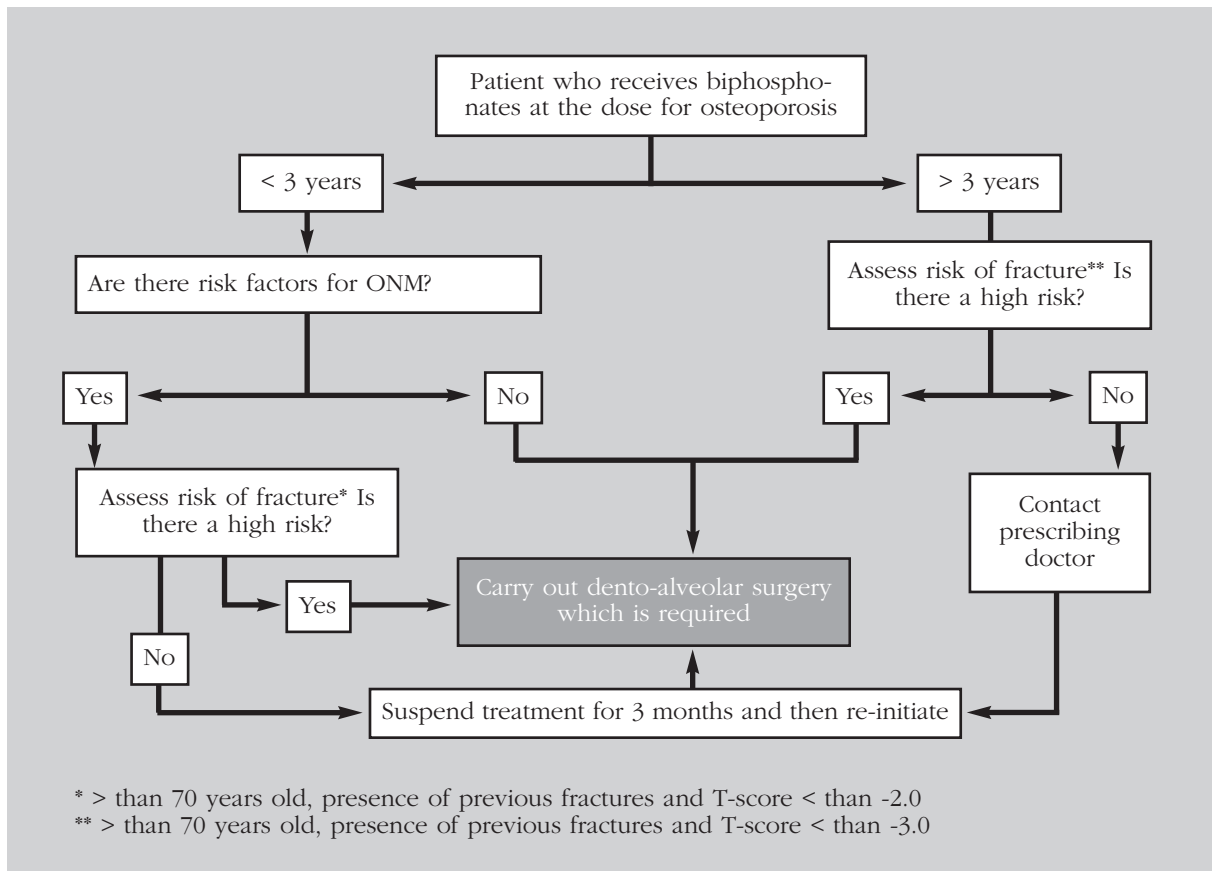 Patient who receives biphospho-
nates at the dose for osteoporosis
< 3 years
> 3 years
Are there risk factors for ONM?
Assess risk of fracture** Is
there a high risk?
Yes
No
Yes
No
Assess risk of fracture* Is
there a high risk?
Contact
prescribing
doctor
Yes
Carry out dento-alveolar surgery
which is required
No
Suspend treatment for 3 months and then re-initiate
* > than 70 years old, presence of previous fractures and T-score < than -2.0
** > than 70 years old, presence of previous fractures and T-score < than -3.0